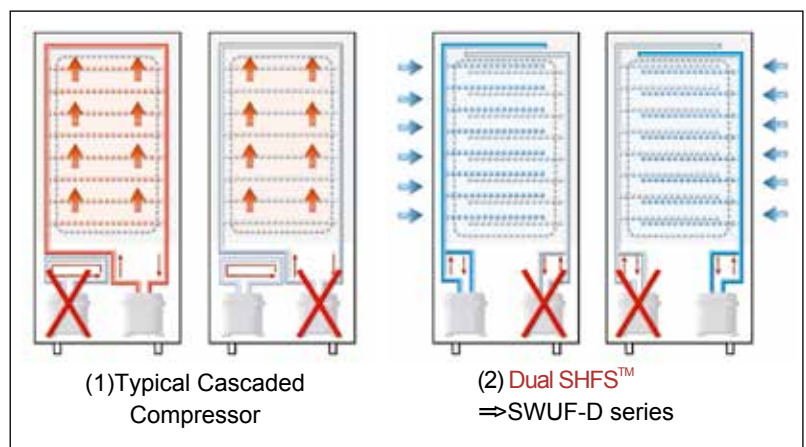 (1)Typical Cascaded
Compressor
(2) Dual SHFS™
⇒SWUF-D series